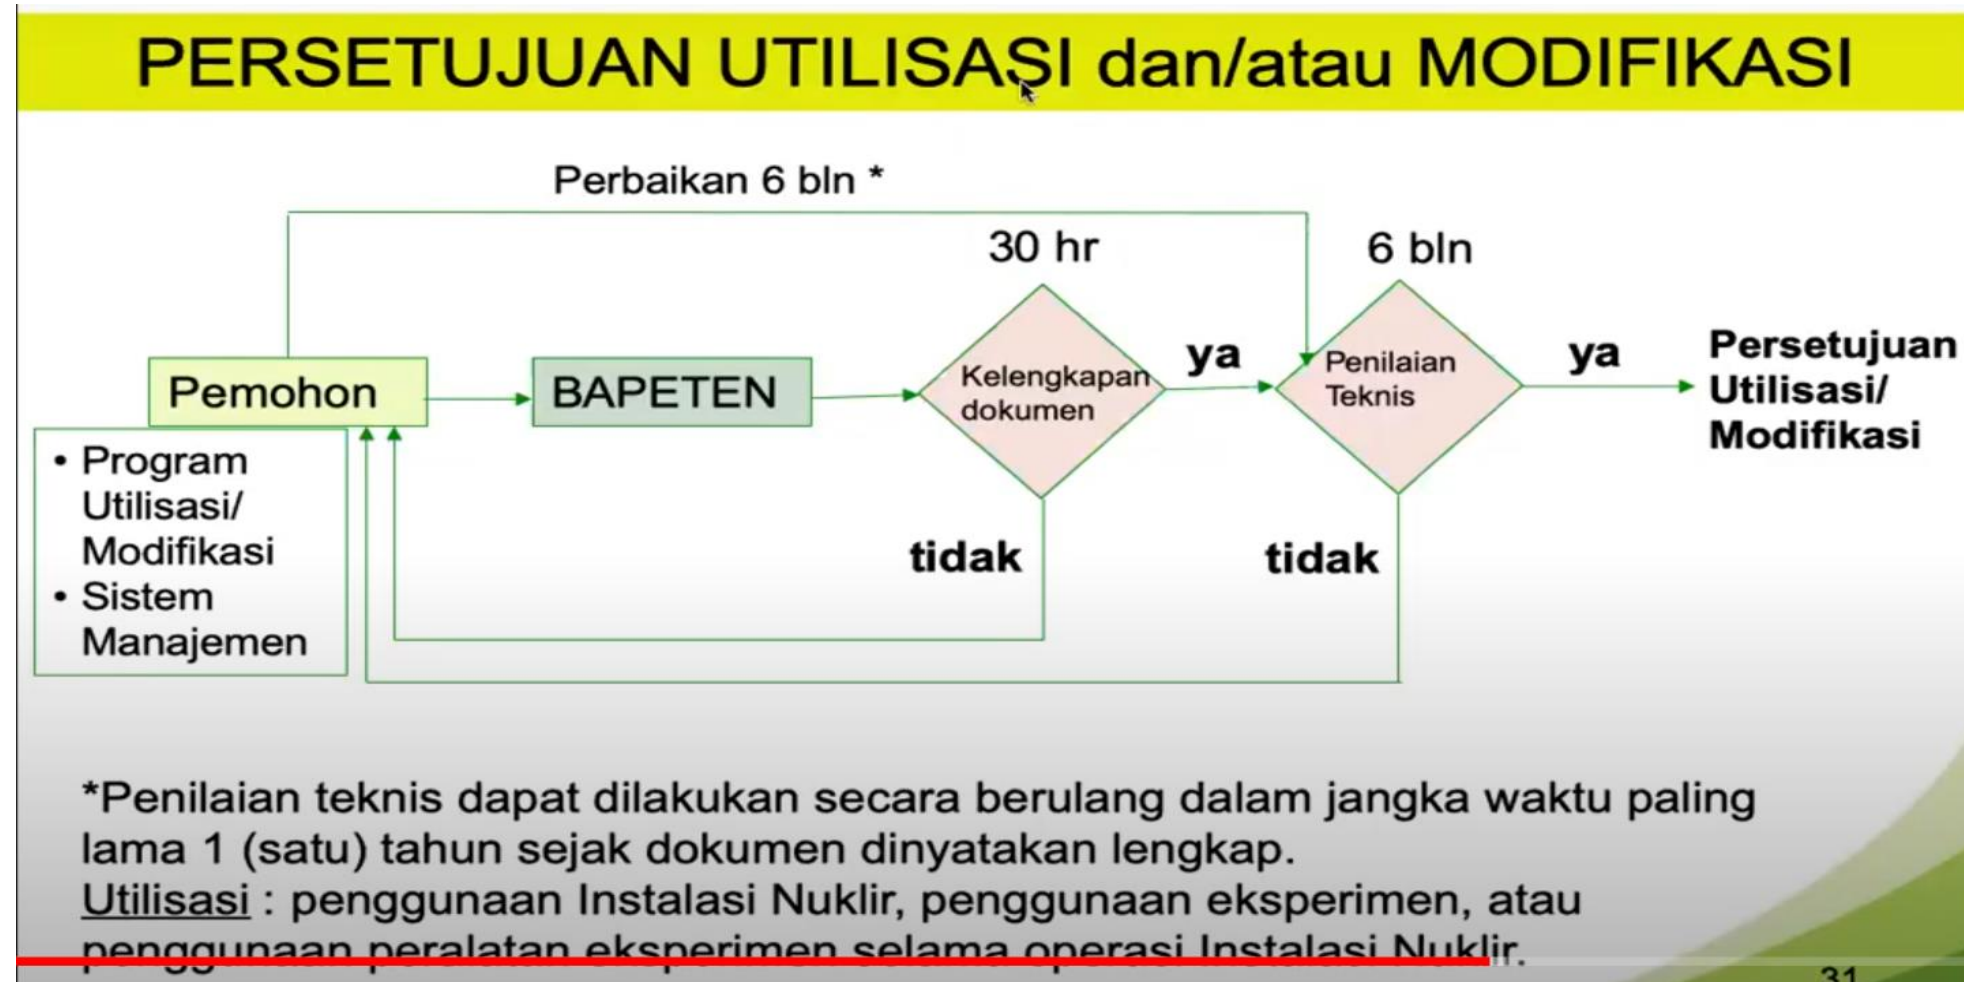 PERSETUJUAN UTILISASI dan/atau MODIFIKASI
Perbaikan 6 bln *
30 hr
6 bln
Pemohon
BAPETEN
Kelengkapan
dokumen
ya
Penilaian
Teknis
ya
Persetujuan
Utilisasi/
Modifikasi
• Program
Utilisasi/
Modifikasi
• Sistem
Manajemen
tidak
tidak
*Penilaian teknis dapat dilakukan secara berulang dalam jangka waktu paling
lama 1 (satu) tahun sejak dokumen dinyatakan lengkap.
Utilisasi : penggunaan Instalasi Nuklir, penggunaan eksperimen, atau
penggunaan peralatan eksperimen selama operasi Instalasi Nuklir.
31